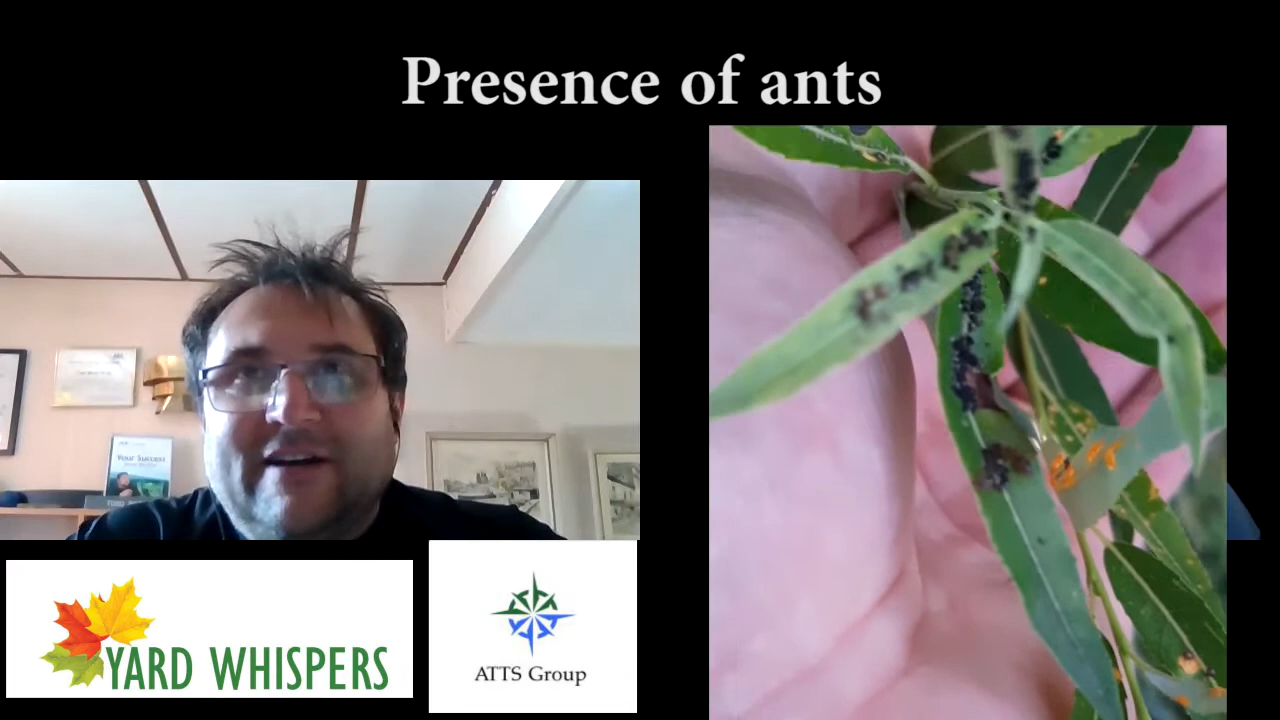 Presence of ants
Your Success
YARD WHISPERS
ATTS Group